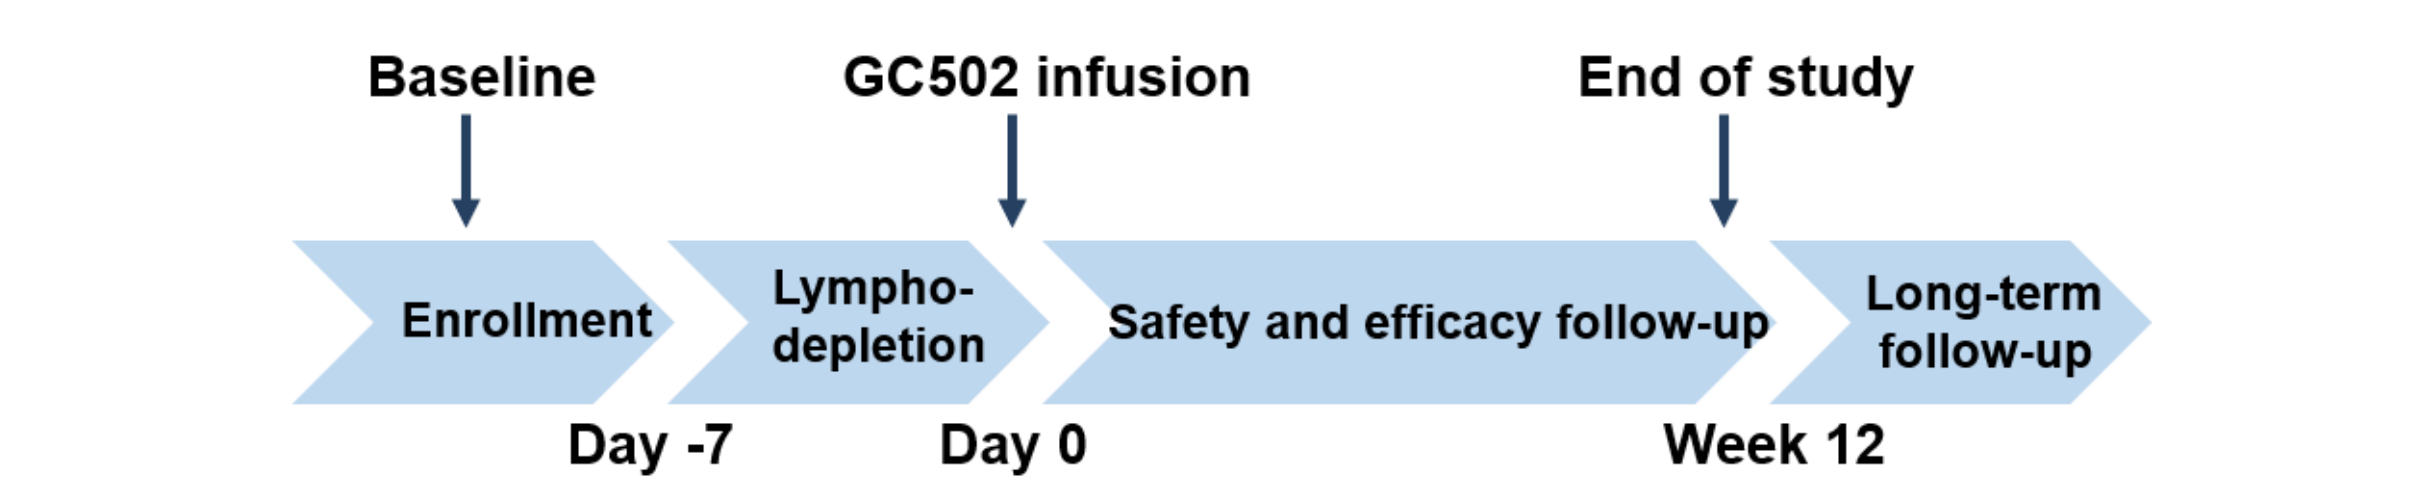 Baseline
GC502 infusion
End of study
Enrollment
Lympho-
depletion
Safety and efficacy follow-up
Long-term
follow-up
Day -7
Day 0
Week 12